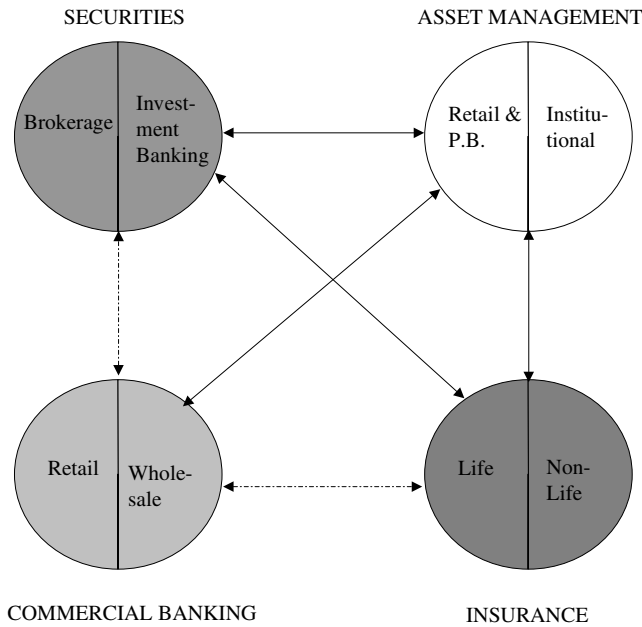 SECURITIES
ASSET MANAGEMENT
Brokerage
Invest-
ment
Banking
Retail &
P.B.
Institu-
tional
Retail
Whole-
sale
Life
Non-
Life
COMMERCIAL BANKING
INSURANCE